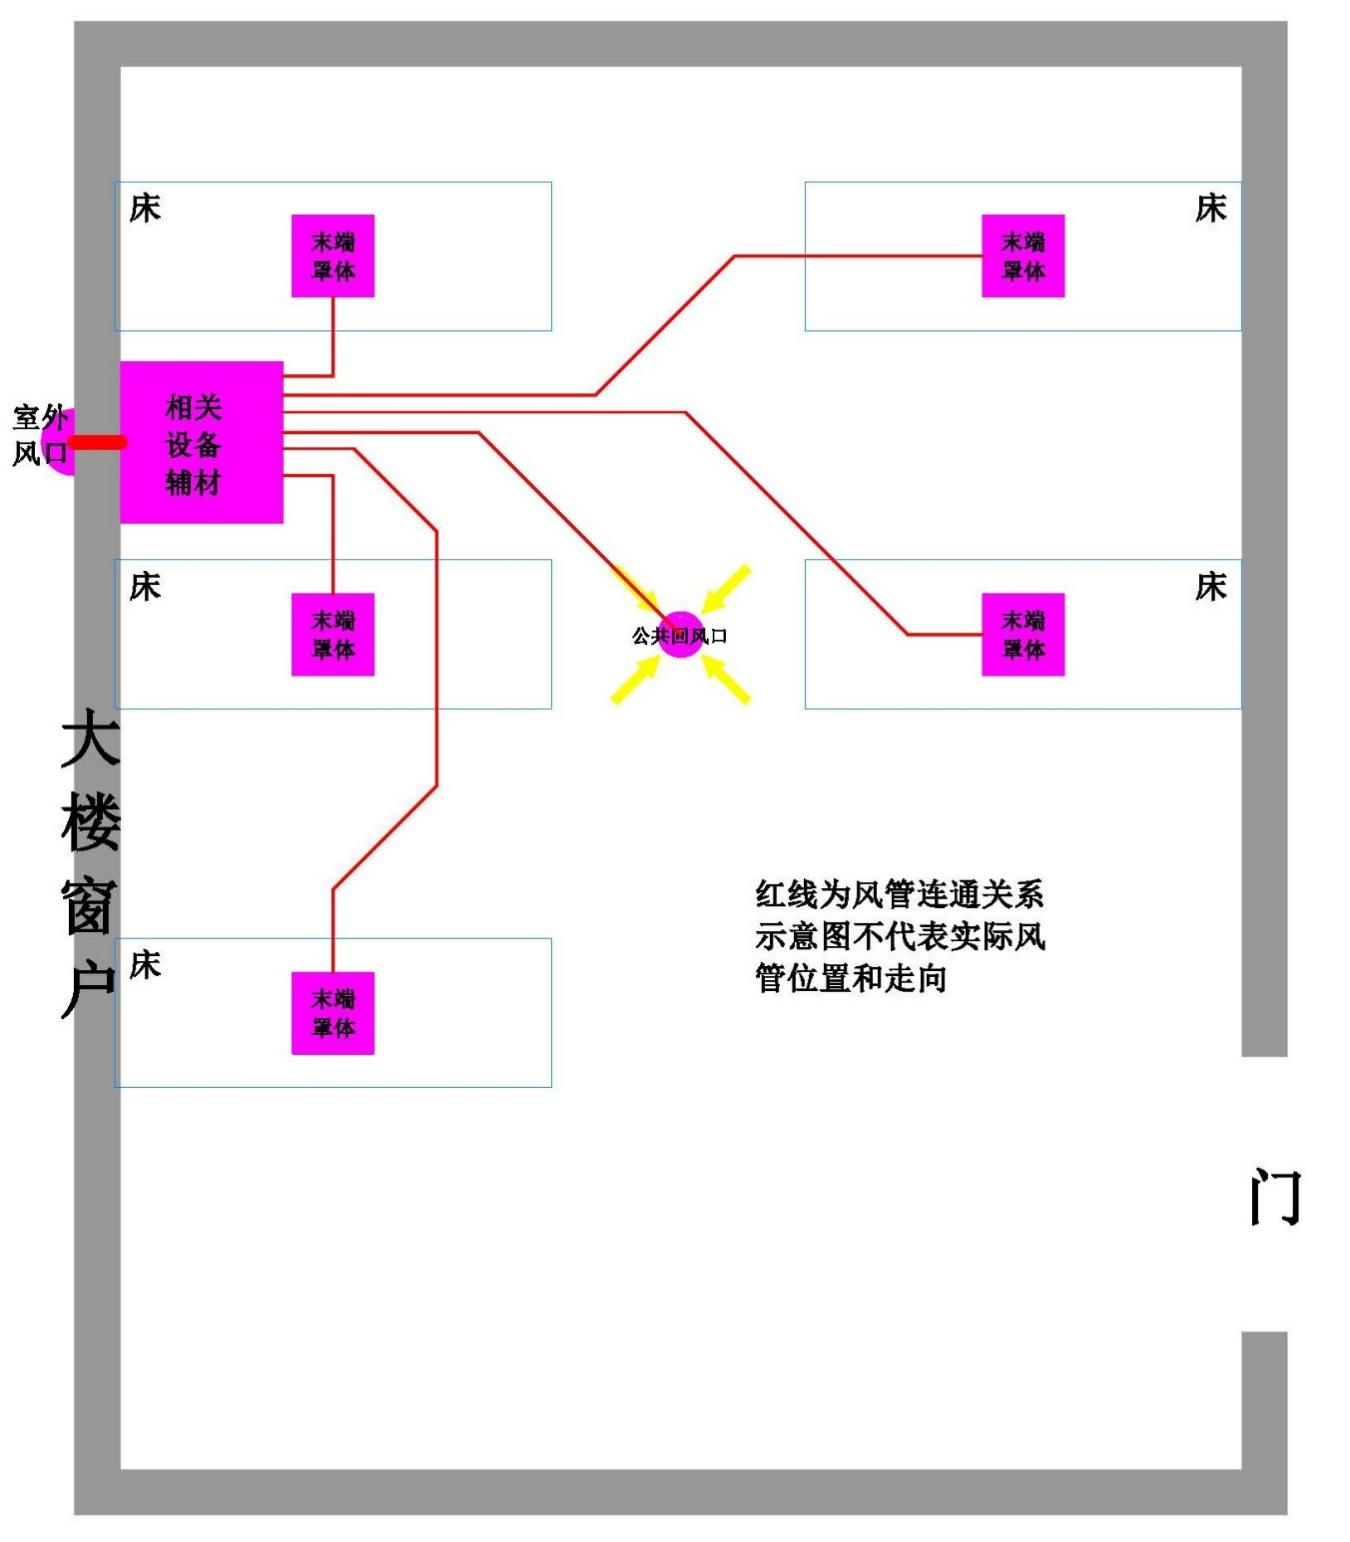 床
末端
罩体
床
末端
罩体
室外
风口
相关
设备
辅材
床
末端
罩体
公共回风口
床
末端
罩体
大
楼
窗
户
红线为风管连通关系
示意图不代表实际风
管位置和走向
床
末端
罩体
门